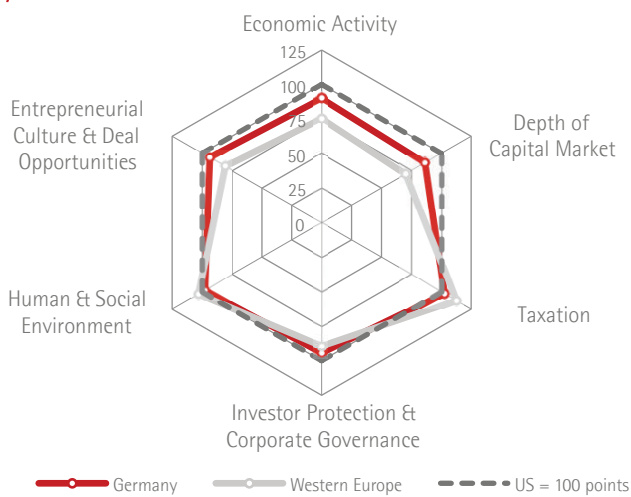 Economic Activity
125
100
75
50
25
0
Depth of
Capital Market
Taxation
Investor Protection &
Corporate Governance
Human & Social
Environment
Entrepreneurial
Culture & Deal
Opportunities
Germany
Western Europe
US = 100 points